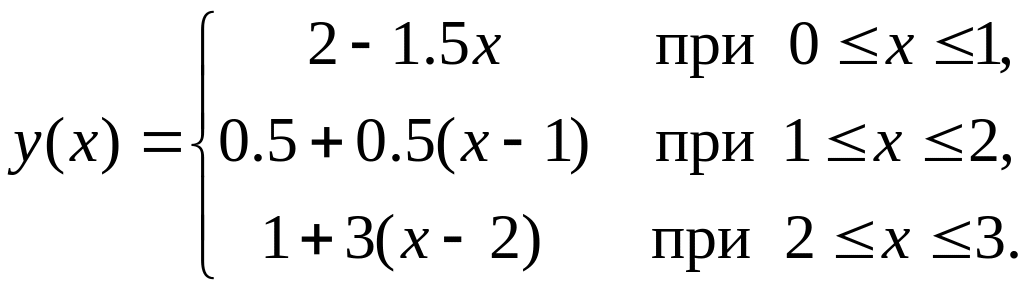 2 - 1.5x при 0 ≤ x ≤ 1,
y(x) = { 0.5 + 0.5(x - 1) при 1 ≤ x ≤ 2,
1 + 3(x - 2) при 2 ≤ x ≤ 3.